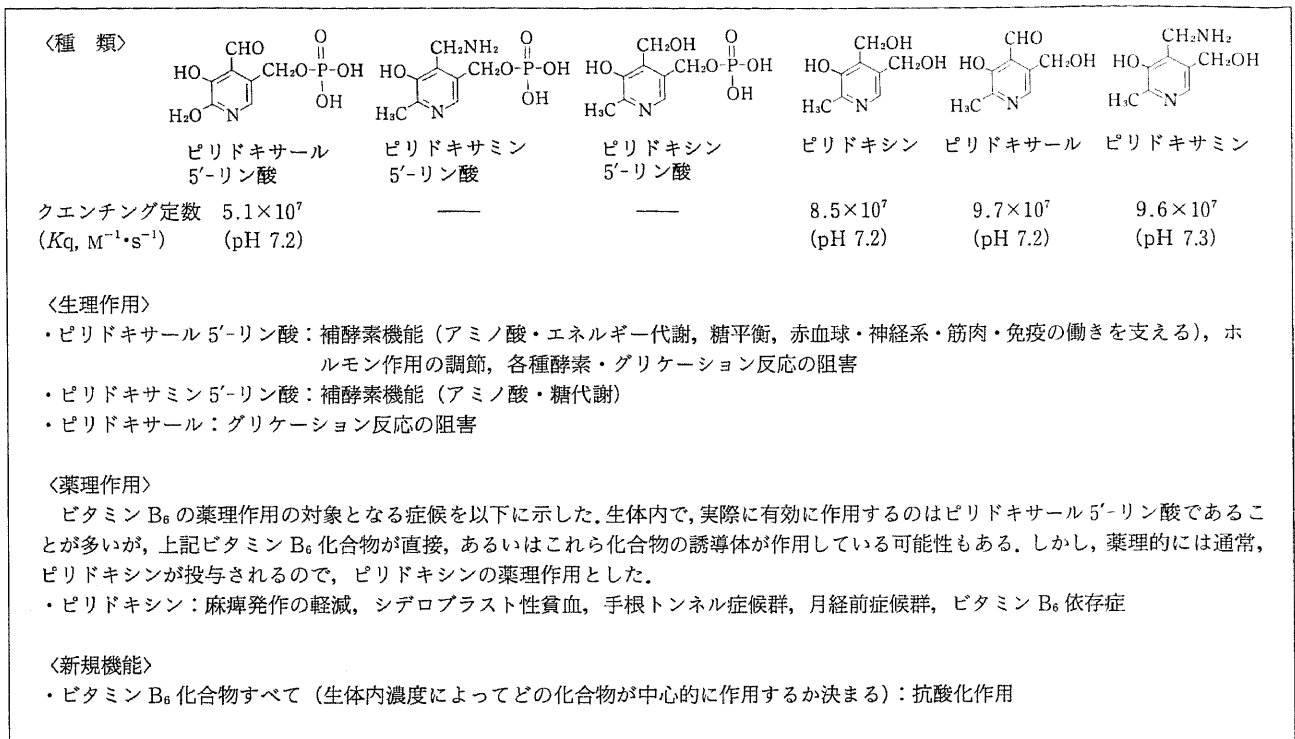 〈種 類〉
CHO
HO
CH₂O-P-OH
O
OH
H₂O
N
CH₂NH₂
HO
CH₂O-P-OH
O
OH
H₃C
N
CH₂OH
HO
CH₂O-P-OH
O
OH
H₃C
N
CH₂OH
HO
CH₂OH
H₃C
N
CHO
HO
CH₂OH
H₃C
N
CH₂NH₂
HO
CH₂OH
H₃C
N
ピリドキサール ピリドキサミン ピリドキシン ピリドキシン ピリドキサール ピリドキサミン
5′-リン酸 5′-リン酸 5′-リン酸
クエンチング定数 5.1×10⁷ — — 8.5×10⁷ 9.7×10⁷ 9.6×10⁷
(Kq, M⁻¹•s⁻¹) (pH 7.2) (pH 7.2) (pH 7.2) (pH 7.3)
〈生理作用〉
・ピリドキサール 5′-リン酸：補酵素機能（アミノ酸・エネルギー代謝，糖平衡，赤血球・神経系・筋肉・免疫の働きを支える），ホ
ルモン作用の調節，各種酵素・グリケーション反応の阻害
・ピリドキサミン 5′-リン酸：補酵素機能（アミノ酸・糖代謝）
・ピリドキサール：グリケーション反応の阻害
〈薬理作用〉
ビタミン B₆ の薬理作用の対象となる症候を以下に示した．生体内で，実際に有効に作用するのはピリドキサール 5′-リン酸であるこ
とが多いが，上記ビタミン B₆ 化合物が直接，あるいはこれら化合物の誘導体が作用している可能性もある．しかし，薬理的には通常，
ピリドキシンが投与されるので，ピリドキシンの薬理作用とした．
・ピリドキシン：麻痺発作の軽減，シデロブラスト性貧血，手根トンネル症候群，月経前症候群，ビタミン B₆ 依存症
〈新規機能〉
・ビタミン B₆ 化合物すべて（生体内濃度によってどの化合物が中心的に作用するか決まる）：抗酸化作用